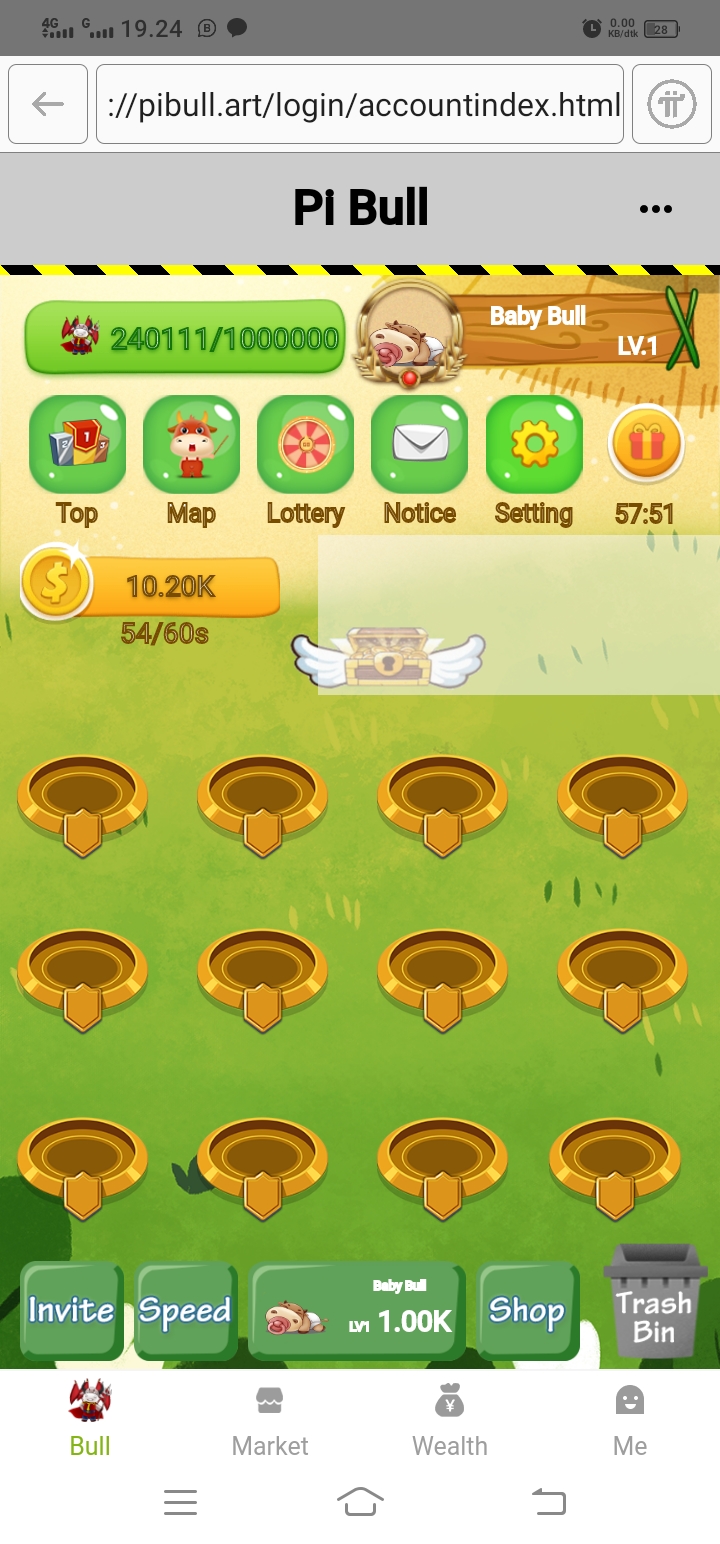 4G G 19.24 B 0.00 KB/dtk 28
://pibull.art/login/accountindex.html
Pi Bull
240111/1000000
Baby Bull
LV.1
Top Map Lottery Notice Setting 57:51
10.20K
54/60s
Invite Speed
Baby Bull
LV1 1.00K
Shop
Trash
Bin
Bull Market Wealth Me